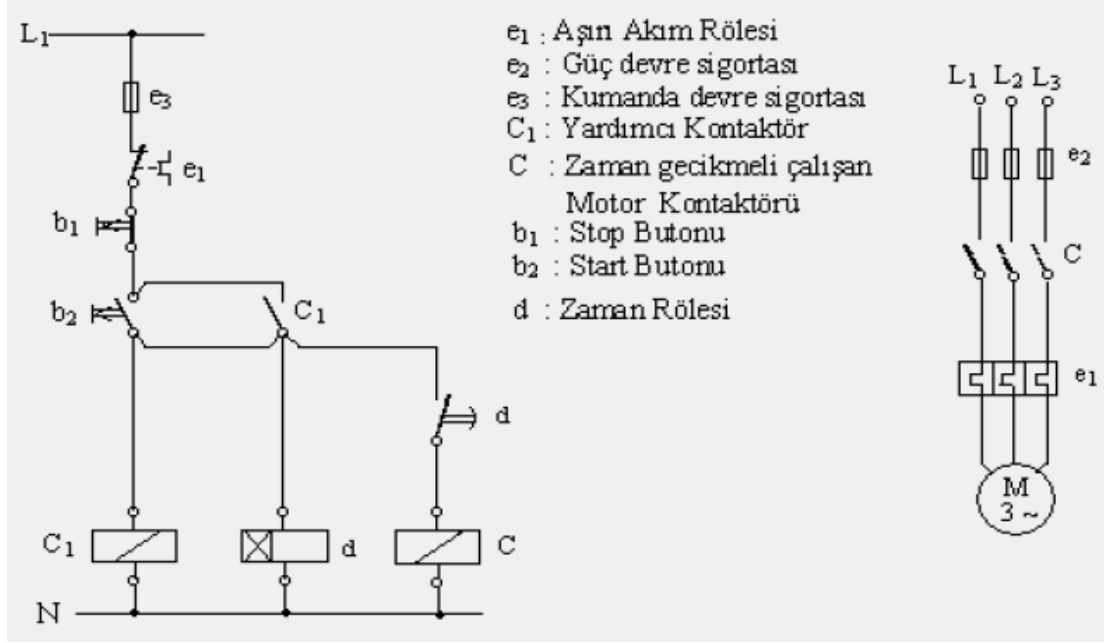 L1
e3
e1
b1
b2
C1
d
C1
d
C
N
e1 : Aşırı Akım Rölesi
e2 : Güç devre sigortası
e3 : Kumanda devre sigortası
C1 : Yardımcı Kontaktör
C : Zaman gecikmeli çalışan
Motor Kontaktörü
b1 : Stop Butonu
b2 : Start Butonu
d : Zaman Rölesi
L1 L2 L3
e2
C
e1
M
3 ~